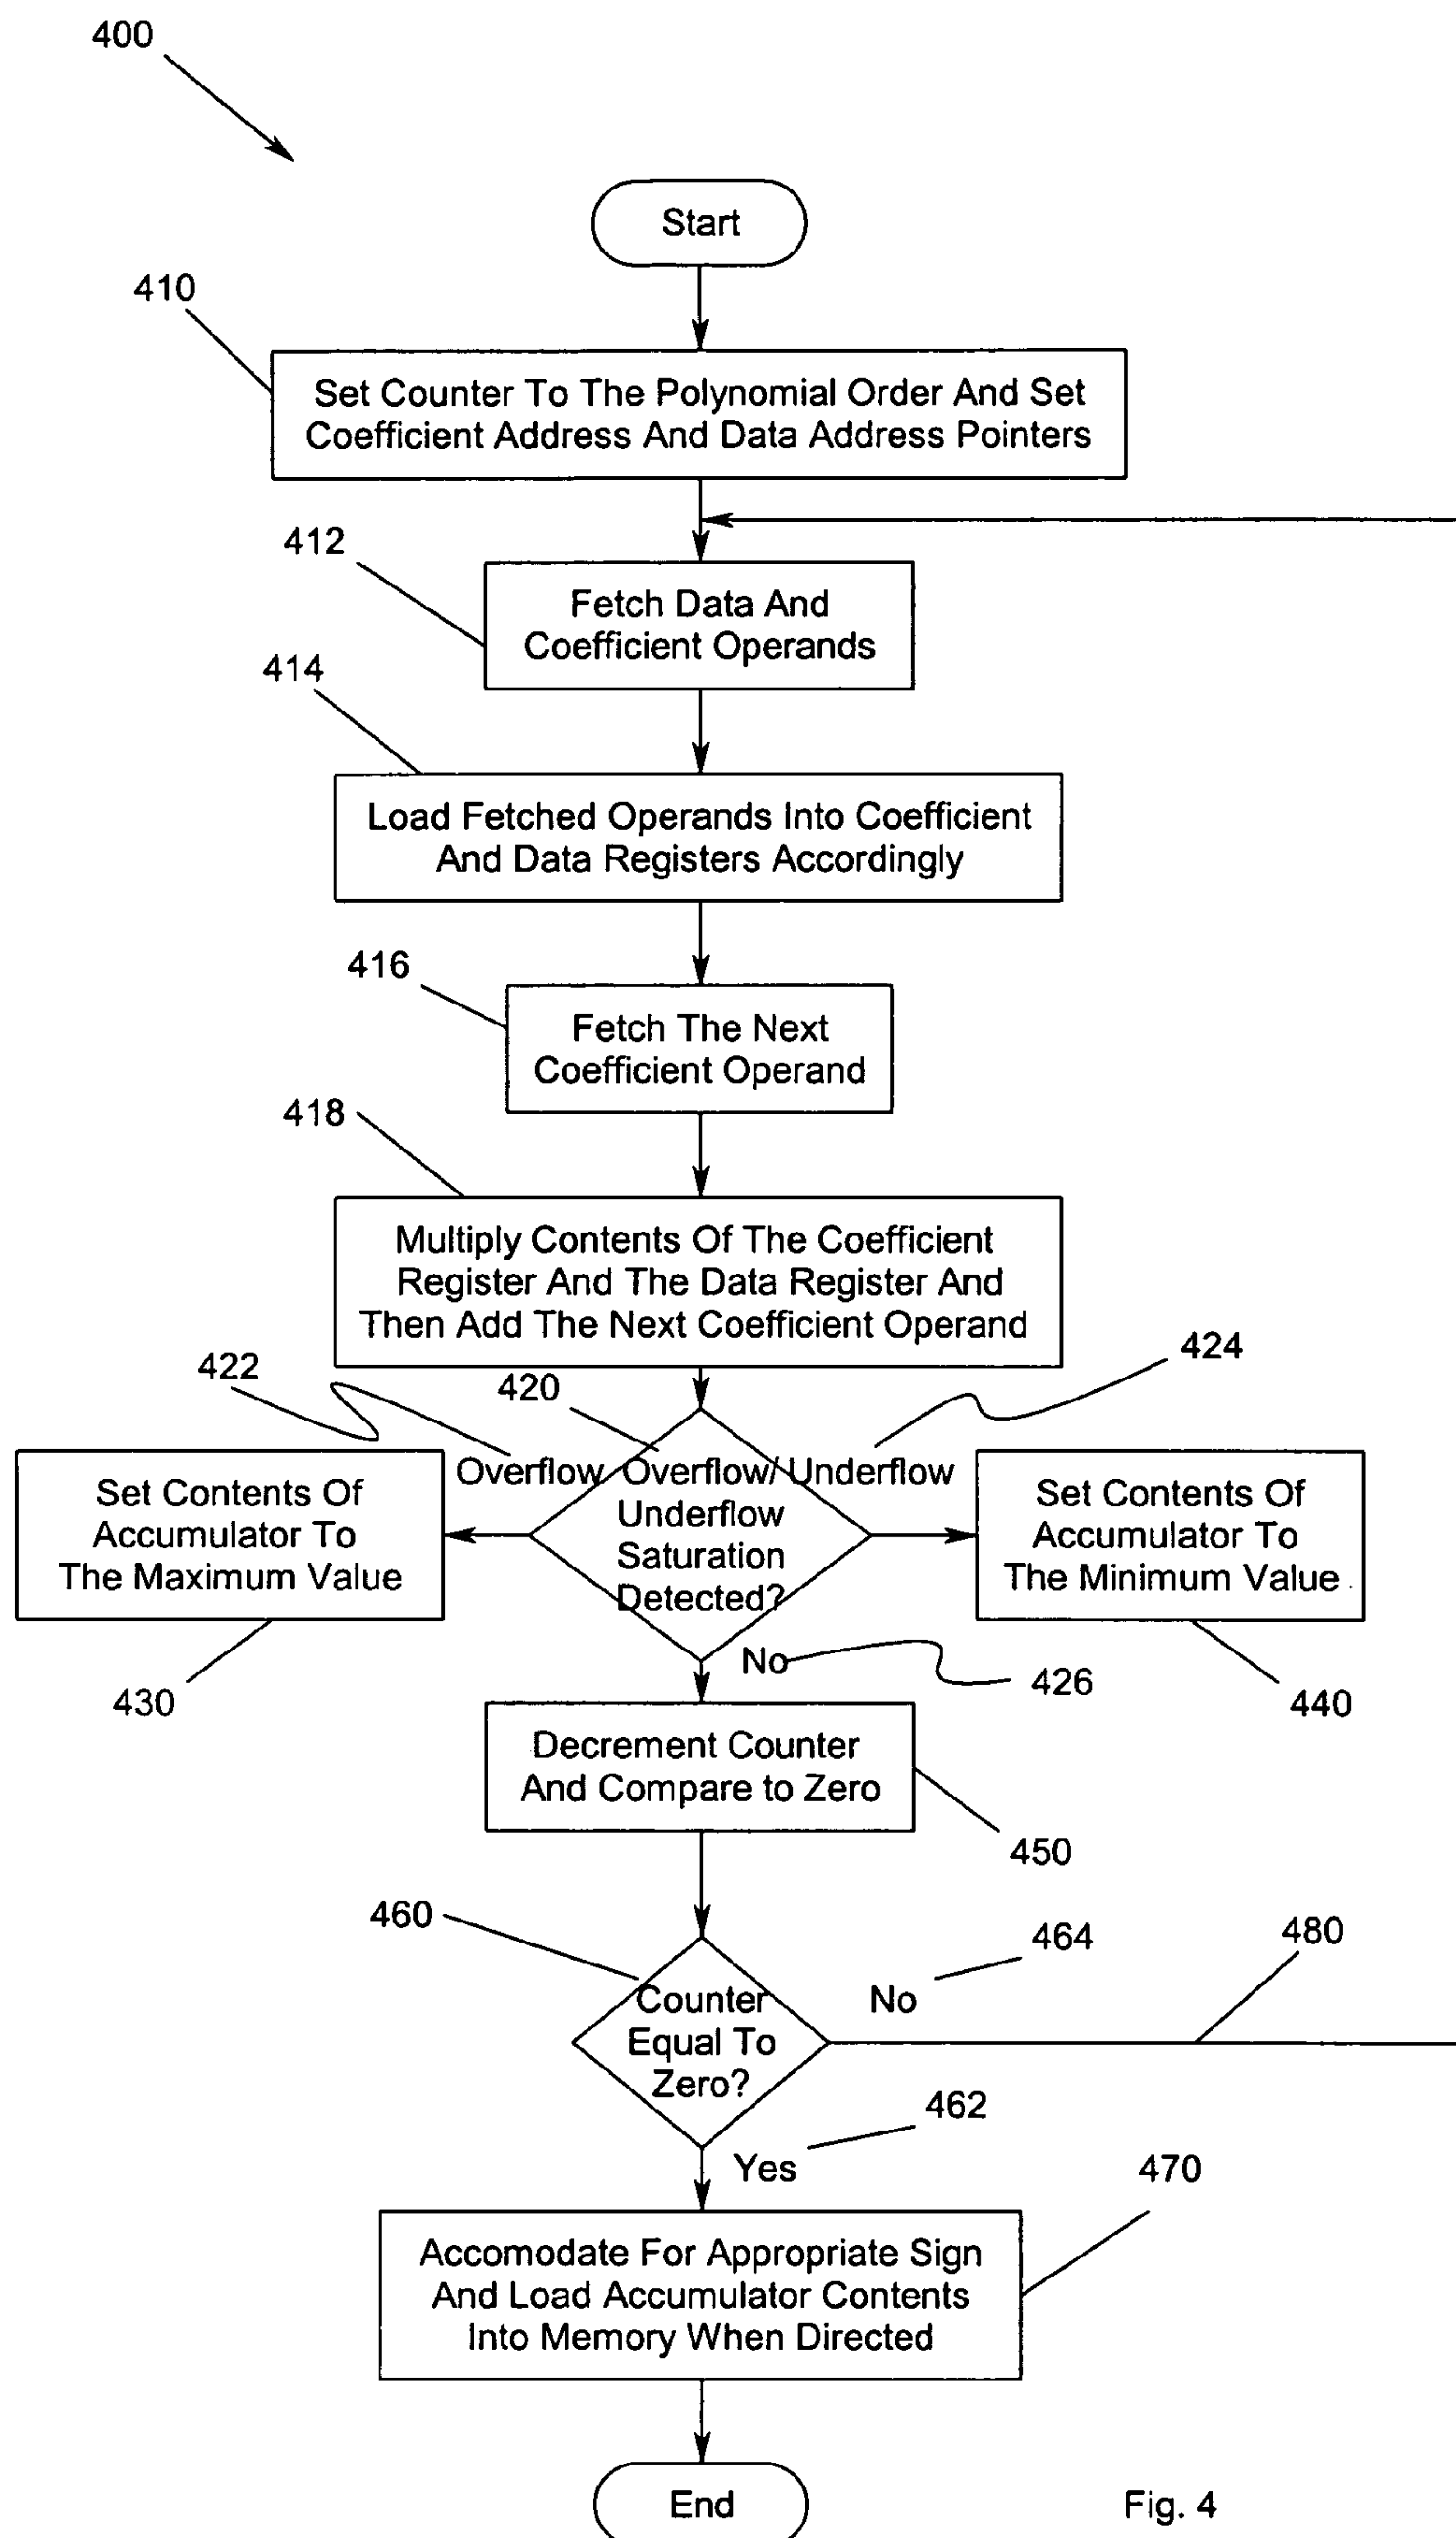 400
Start
410
Set Counter To The Polynomial Order And Set
Coefficient Address And Data Address Pointers
412
Fetch Data And
Coefficient Operands
414
Load Fetched Operands Into Coefficient
And Data Registers Accordingly
416
Fetch The Next
Coefficient Operand
418
Multiply Contents Of The Coefficient
Register And The Data Register And
Then Add The Next Coefficient Operand
422
420
424
Overflow
Overflow/
Underflow
Saturation
Detected?
Underflow
Set Contents Of
Accumulator To
The Maximum Value
Set Contents Of
Accumulator To
The Minimum Value
430
No
426
440
Decrement Counter
And Compare to Zero
450
460
Counter
Equal To
Zero?
No
464
480
462
Yes
470
Accomodate For Appropriate Sign
And Load Accumulator Contents
Into Memory When Directed
End
Fig. 4